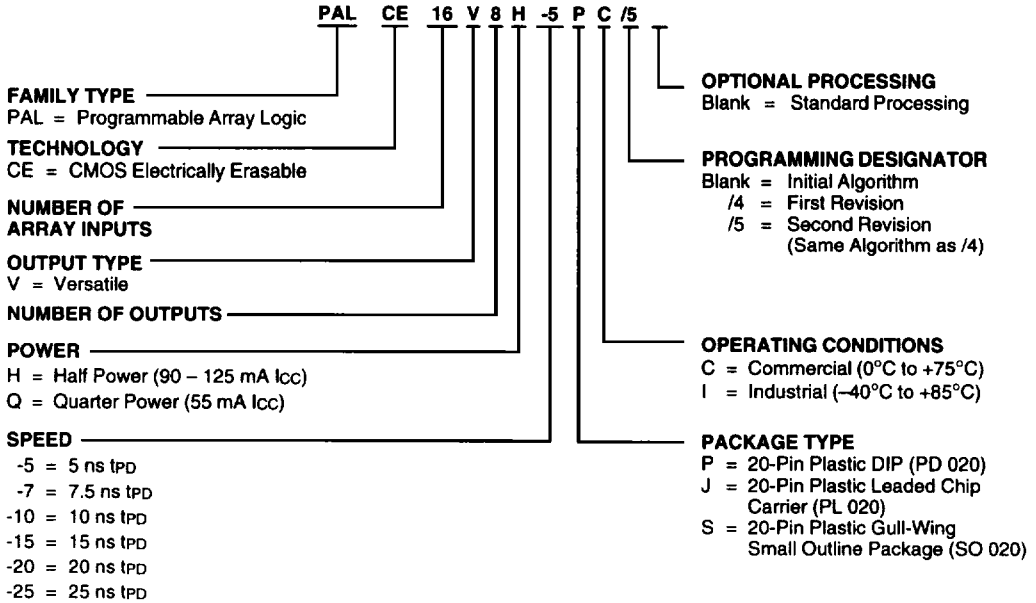 PAL CE 16 V 8 H -5 P C /5
FAMILY TYPE
PAL = Programmable Array Logic
TECHNOLOGY
CE = CMOS Electrically Erasable
NUMBER OF
ARRAY INPUTS
OUTPUT TYPE
V = Versatile
NUMBER OF OUTPUTS
POWER
H = Half Power (90 – 125 mA ICC)
Q = Quarter Power (55 mA ICC)
SPEED
-5 = 5 ns tPD
-7 = 7.5 ns tPD
-10 = 10 ns tPD
-15 = 15 ns tPD
-20 = 20 ns tPD
-25 = 25 ns tPD
OPTIONAL PROCESSING
Blank = Standard Processing
PROGRAMMING DESIGNATOR
Blank = Initial Algorithm
/4 = First Revision
/5 = Second Revision
(Same Algorithm as /4)
OPERATING CONDITIONS
C = Commercial (0°C to +75°C)
I = Industrial (–40°C to +85°C)
PACKAGE TYPE
P = 20-Pin Plastic DIP (PD 020)
J = 20-Pin Plastic Leaded Chip
Carrier (PL 020)
S = 20-Pin Plastic Gull-Wing
Small Outline Package (SO 020)